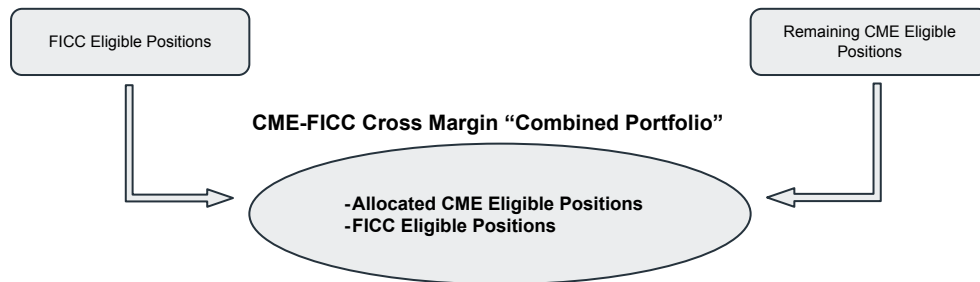 FICC Eligible Positions
Remaining CME Eligible
Positions
CME-FICC Cross Margin “Combined Portfolio”
-Allocated CME Eligible Positions
-FICC Eligible Positions